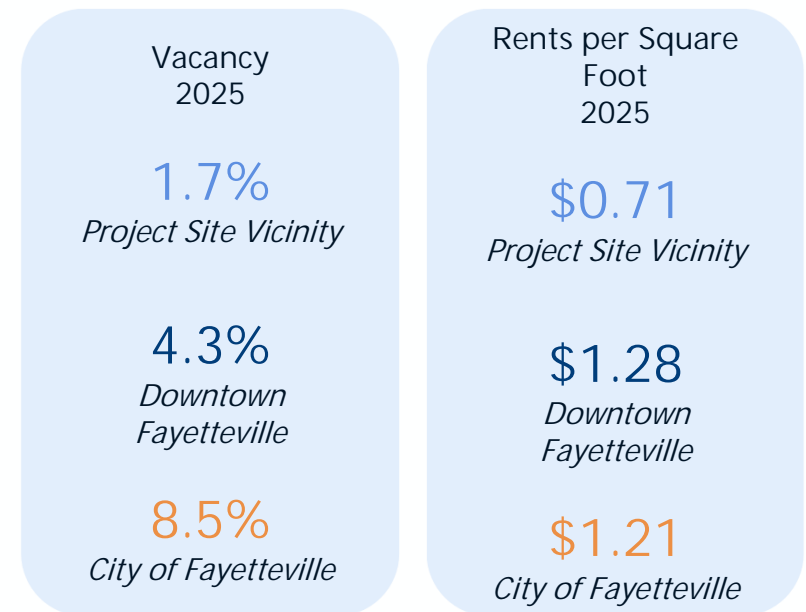 Vacancy
2025
1.7%
Project Site Vicinity
4.3%
Downtown
Fayetteville
8.5%
City of Fayetteville
Rents per Square
Foot
2025
$0.71
Project Site Vicinity
$1.28
Downtown
Fayetteville
$1.21
City of Fayetteville